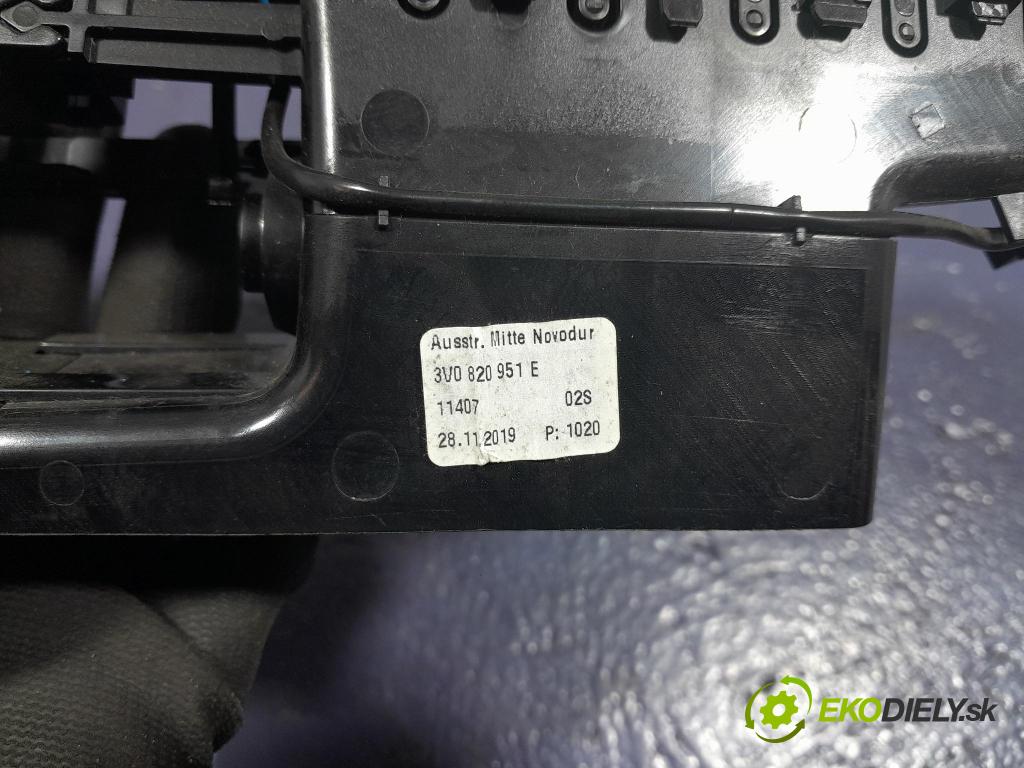 Ausstr. Mitte Novodur
3V0 820 951 E
11407 02S
28.11.2019 P: 1020
EKODIELY.sk